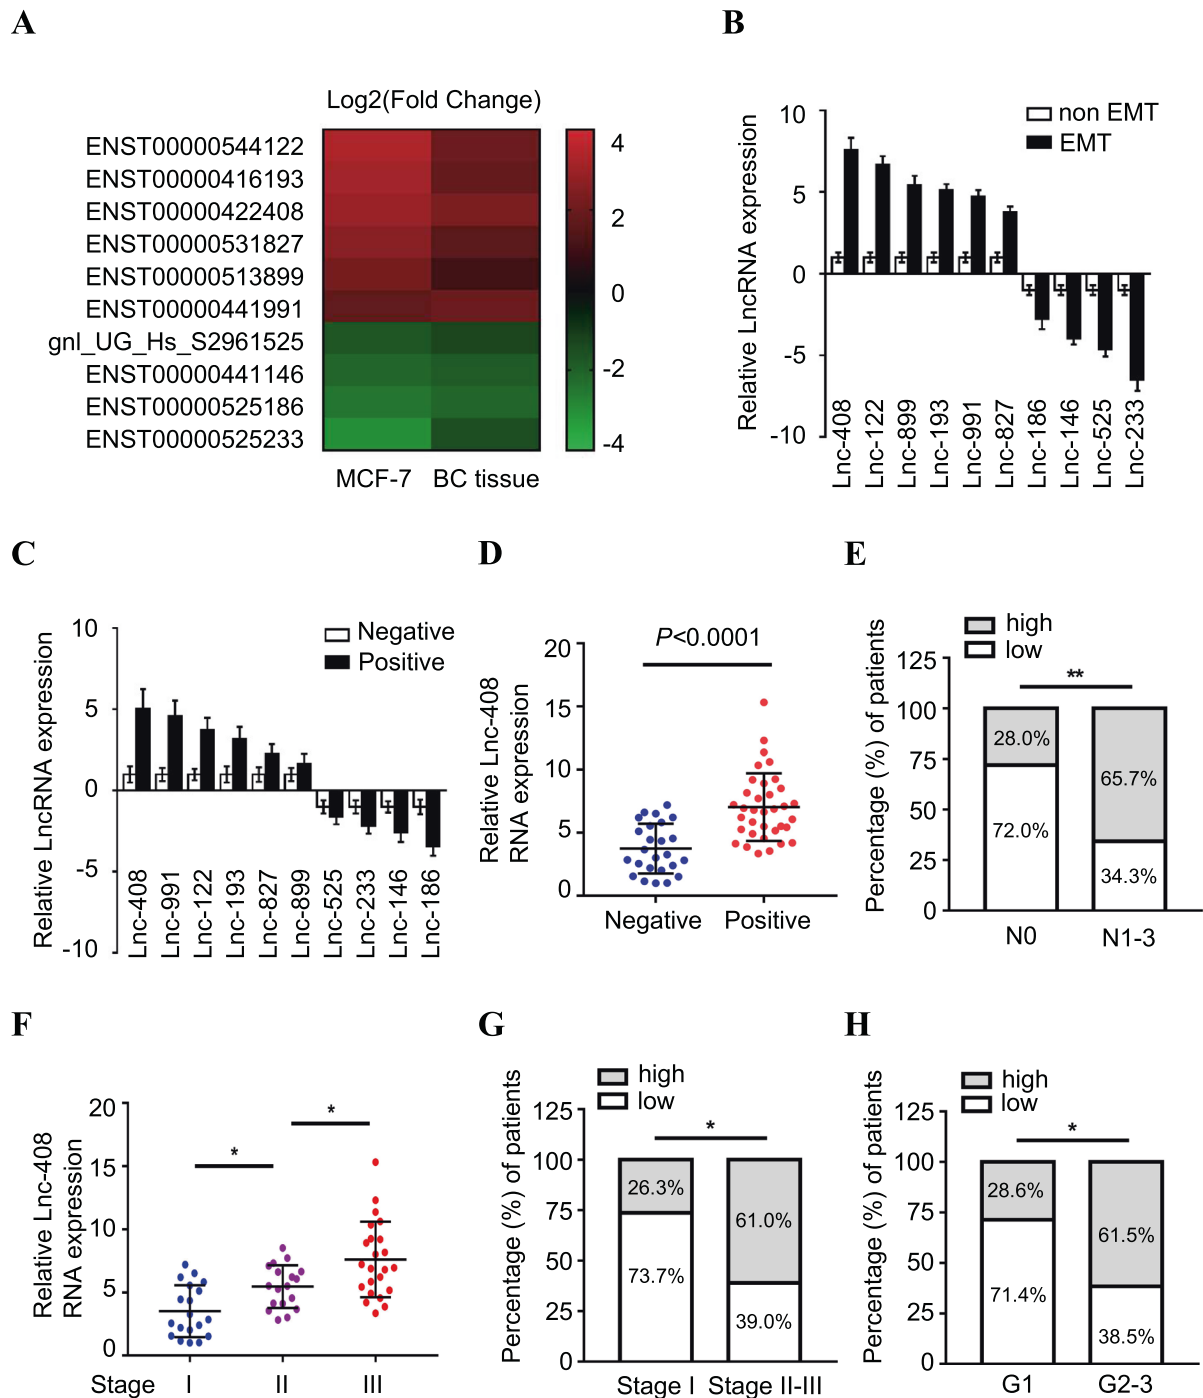 A
Log2(Fold Change)
ENST00000544122
ENST00000416193
ENST00000422408
ENST00000531827
ENST00000513899
ENST00000441991
gnl_UG_Hs_S2961525
ENST00000441146
ENST00000525186
ENST00000525233
MCF-7 BC tissue
4
2
0
-2
-4
B
Relative LncRNA expression
10
5
0
-5
-10
non EMT
EMT
Lnc-408
Lnc-122
Lnc-899
Lnc-193
Lnc-991
Lnc-827
Lnc-186
Lnc-146
Lnc-525
Lnc-233
C
Relative LncRNA expression
10
5
0
-5
-10
Negative
Positive
Lnc-408
Lnc-991
Lnc-122
Lnc-193
Lnc-827
Lnc-899
Lnc-525
Lnc-233
Lnc-146
Lnc-186
D
Relative Lnc-408
RNA expression
20
15
10
5
0
P<0.0001
Negative Positive
E
Percentage (%) of patients
high
low
125
100
75
50
25
0
**
28.0%
72.0%
65.7%
34.3%
N0 N1-3
F
Relative Lnc-408
RNA expression
20
15
10
5
0
*
*
Stage I II III
G
Percentage (%) of patients
high
low
125
100
75
50
25
0
*
26.3%
73.7%
61.0%
39.0%
Stage I Stage II-III
H
Percentage (%) of patients
high
low
125
100
75
50
25
0
*
28.6%
71.4%
61.5%
38.5%
G1 G2-3